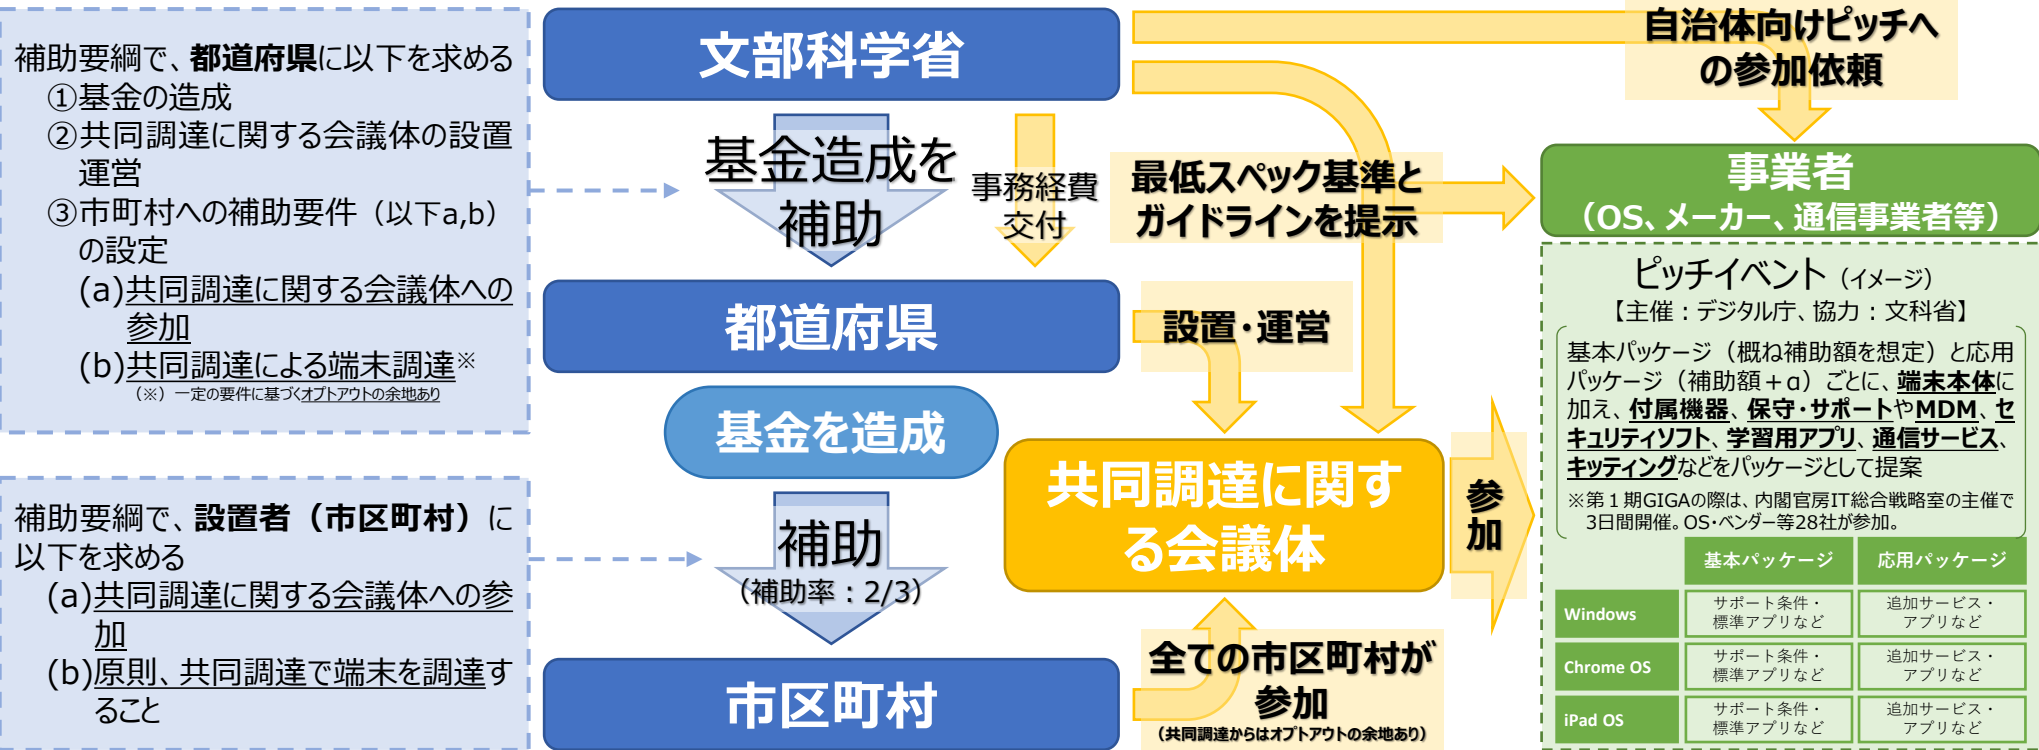 補助要綱で、都道府県に以下を求める
①基金の造成
②共同調達に関する会議体の設置
運営
③市町村への補助要件（以下a,b）
の設定
(a)共同調達に関する会議体への
参加
(b)共同調達による端末調達※
（※）一定の要件に基づくオプトアウトの余地あり
補助要綱で、設置者（市区町村）に
以下を求める
(a)共同調達に関する会議体への参
加
(b)原則、共同調達で端末を調達す
ること
文部科学省
基金造成を
補助
事務経費
交付
最低スペック基準と
ガイドラインを提示
自治体向けピッチへ
の参加依頼
都道府県
設置・運営
基金を造成
補助
（補助率：2/3）
共同調達に関す
る会議体
参
加
市区町村
全ての市区町村が
参加
（共同調達からはオプトアウトの余地あり）
事業者
（OS、メーカー、通信事業者等）
ピッチイベント（イメージ）
【主催：デジタル庁、協力：文科省】
基本パッケージ（概ね補助額を想定）と応用
パッケージ（補助額＋α）ごとに、端末本体に
加え、付属機器、保守・サポートやMDM、セ
キュリティソフト、学習用アプリ、通信サービス、
キッティングなどをパッケージとして提案
※第１期GIGAの際は、内閣官房IT総合戦略室の主催で
3日間開催。OS・ベンダー等28社が参加。
基本パッケージ 応用パッケージ
Windows
サポート条件・
標準アプリなど
追加サービス・
アプリなど
Chrome OS
サポート条件・
標準アプリなど
追加サービス・
アプリなど
iPad OS
サポート条件・
標準アプリなど
追加サービス・
アプリなど